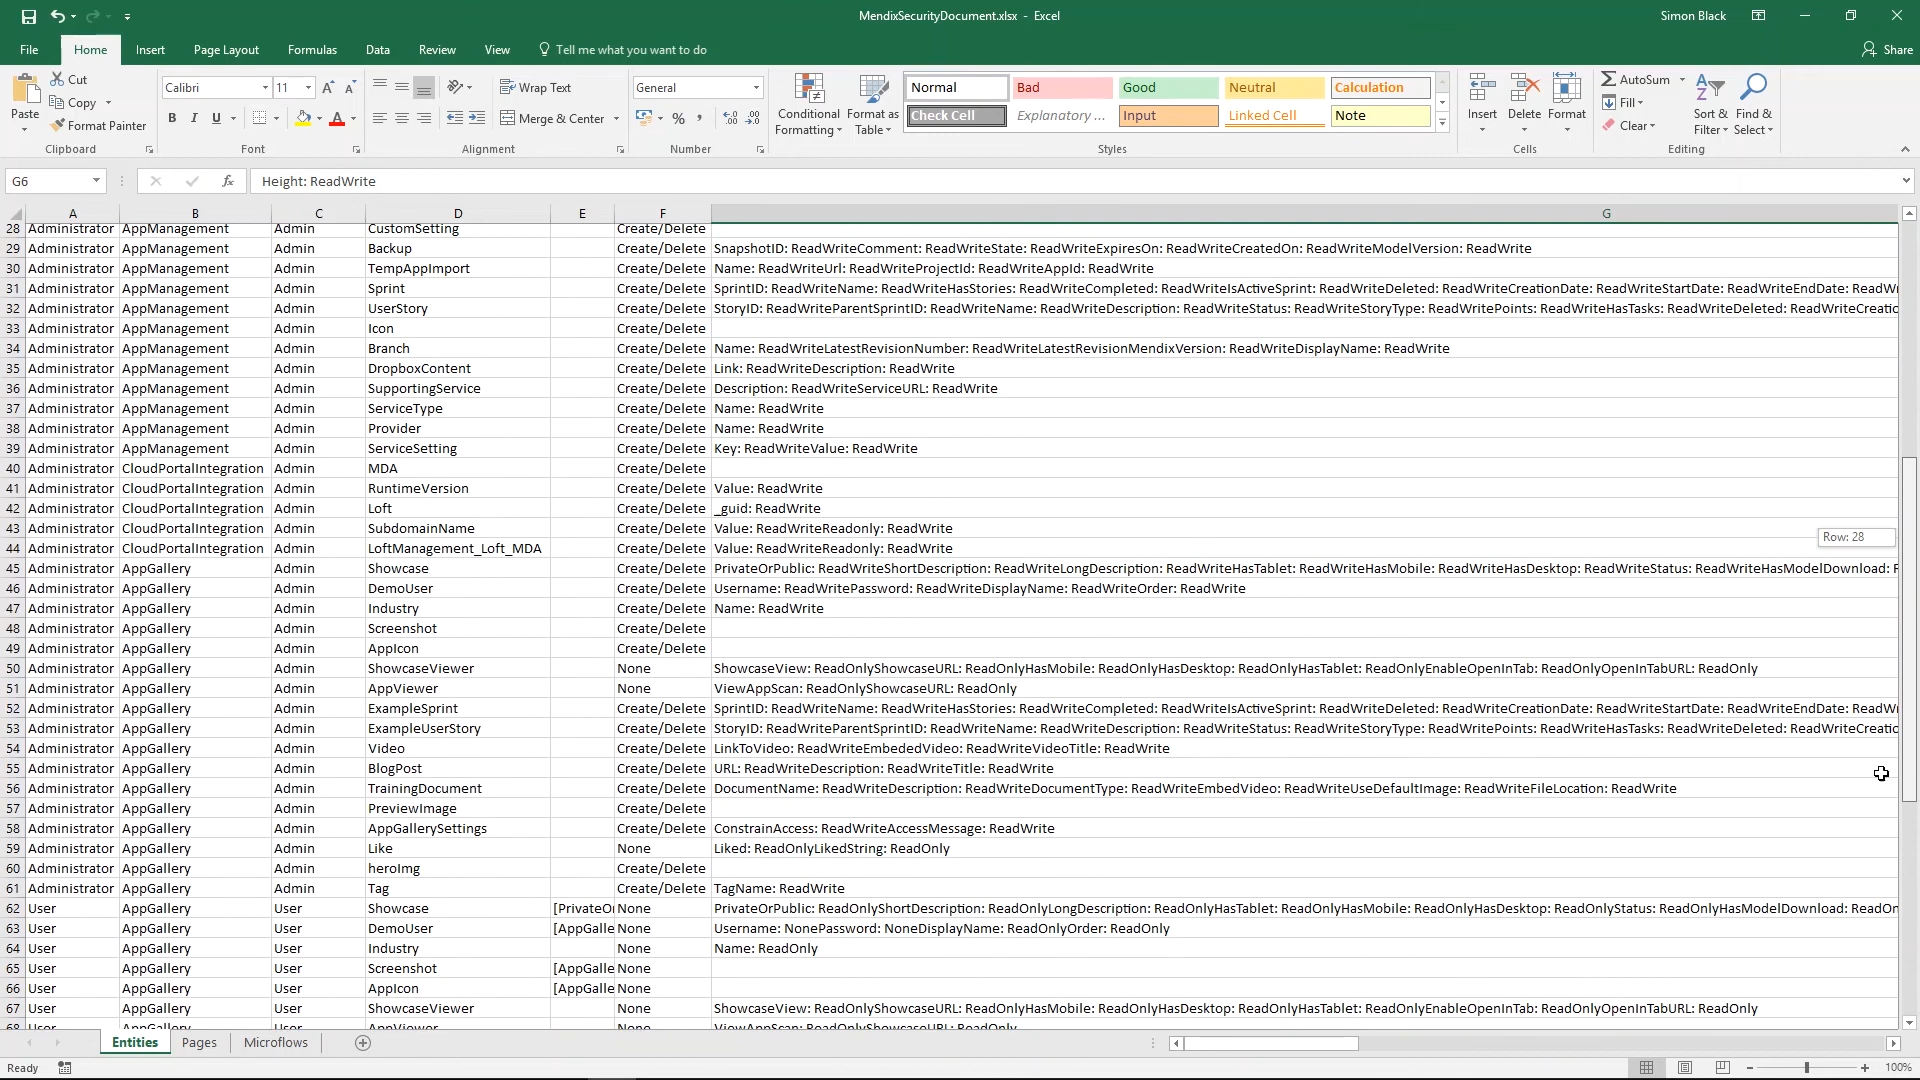 MendixSecurityDocument.xlsx - Excel
Simon Black
File Home Insert Page Layout Formulas Data Review View Tell me what you want to do
Share
Paste
Cut
Copy
Format Painter
Clipboard
Calibri 11
B I U
Font
Wrap Text
Merge & Center
Alignment
General
Number
Conditional Formatting
Format as Table
Normal Bad Good Neutral Calculation
Check Cell Explanatory ... Input Linked Cell Note
Styles
Insert Delete Format
Cells
AutoSum
Fill
Clear
Sort & Filter
Find & Select
Editing
G6 fx Height: ReadWrite
A B C D E F G
28 Administrator AppManagement Admin CustomSetting Create/Delete
29 Administrator AppManagement Admin Backup Create/Delete SnapshotID: ReadWriteComment: ReadWriteState: ReadWriteExpiresOn: ReadWriteCreatedOn: ReadWriteModelVersion: ReadWrite
30 Administrator AppManagement Admin TempAppImport Create/Delete Name: ReadWriteUrl: ReadWriteProjectId: ReadWriteAppId: ReadWrite
31 Administrator AppManagement Admin Sprint Create/Delete SprintID: ReadWriteName: ReadWriteHasStories: ReadWriteCompleted: ReadWriteIsActiveSprint: ReadWriteDeleted: ReadWriteCreationDate: ReadWriteStartDate: ReadWriteEndDate: ReadWr
32 Administrator AppManagement Admin UserStory Create/Delete StoryID: ReadWriteParentSprintID: ReadWriteName: ReadWriteDescription: ReadWriteStatus: ReadWriteStoryType: ReadWritePoints: ReadWriteHasTasks: ReadWriteDeleted: ReadWriteCreatio
33 Administrator AppManagement Admin Icon Create/Delete
34 Administrator AppManagement Admin Branch Create/Delete Name: ReadWriteLatestRevisionNumber: ReadWriteLatestRevisionMendixVersion: ReadWriteDisplayName: ReadWrite
35 Administrator AppManagement Admin DropboxContent Create/Delete Link: ReadWriteDescription: ReadWrite
36 Administrator AppManagement Admin SupportingService Create/Delete Description: ReadWriteServiceURL: ReadWrite
37 Administrator AppManagement Admin ServiceType Create/Delete Name: ReadWrite
38 Administrator AppManagement Admin Provider Create/Delete Name: ReadWrite
39 Administrator AppManagement Admin ServiceSetting Create/Delete Key: ReadWriteValue: ReadWrite
40 Administrator CloudPortalIntegration Admin MDA Create/Delete
41 Administrator CloudPortalIntegration Admin RuntimeVersion Create/Delete Value: ReadWrite
42 Administrator CloudPortalIntegration Admin Loft Create/Delete _guid: ReadWrite
43 Administrator CloudPortalIntegration Admin SubdomainName Create/Delete Value: ReadWriteReadonly: ReadWrite
Row: 28
44 Administrator CloudPortalIntegration Admin LoftManagement_Loft_MDA Create/Delete Value: ReadWriteReadonly: ReadWrite
45 Administrator AppGallery Admin Showcase Create/Delete PrivateOrPublic: ReadWriteShortDescription: ReadWriteLongDescription: ReadWriteHasTablet: ReadWriteHasMobile: ReadWriteHasDesktop: ReadWriteStatus: ReadWriteHasModelDownload: R
46 Administrator AppGallery Admin DemoUser Create/Delete Username: ReadWritePassword: ReadWriteDisplayName: ReadWriteOrder: ReadWrite
47 Administrator AppGallery Admin Industry Create/Delete Name: ReadWrite
48 Administrator AppGallery Admin Screenshot Create/Delete
49 Administrator AppGallery Admin AppIcon Create/Delete
50 Administrator AppGallery Admin ShowcaseViewer None ShowcaseView: ReadOnlyShowcaseURL: ReadOnlyHasMobile: ReadOnlyHasDesktop: ReadOnlyHasTablet: ReadOnlyEnableOpenInTab: ReadOnlyOpenInTabURL: ReadOnly
51 Administrator AppGallery Admin AppViewer None ViewAppScan: ReadOnlyShowcaseURL: ReadOnly
52 Administrator AppGallery Admin ExampleSprint Create/Delete SprintID: ReadWriteName: ReadWriteHasStories: ReadWriteCompleted: ReadWriteIsActiveSprint: ReadWriteDeleted: ReadWriteCreationDate: ReadWriteStartDate: ReadWriteEndDate: ReadWr
53 Administrator AppGallery Admin ExampleUserStory Create/Delete StoryID: ReadWriteParentSprintID: ReadWriteName: ReadWriteDescription: ReadWriteStatus: ReadWriteStoryType: ReadWritePoints: ReadWriteHasTasks: ReadWriteDeleted: ReadWriteCreatio
54 Administrator AppGallery Admin Video Create/Delete LinkToVideo: ReadWriteEmbededVideo: ReadWriteVideoTitle: ReadWrite
55 Administrator AppGallery Admin BlogPost Create/Delete URL: ReadWriteDescription: ReadWriteTitle: ReadWrite
56 Administrator AppGallery Admin TrainingDocument Create/Delete DocumentName: ReadWriteDescription: ReadWriteDocumentType: ReadWriteEmbedVideo: ReadWriteUseDefaultImage: ReadWriteFileLocation: ReadWrite
57 Administrator AppGallery Admin PreviewImage Create/Delete
58 Administrator AppGallery Admin AppGallerySettings Create/Delete ConstrainAccess: ReadWriteAccessMessage: ReadWrite
59 Administrator AppGallery Admin Like None Liked: ReadOnlyLikedString: ReadOnly
60 Administrator AppGallery Admin heroImg Create/Delete
61 Administrator AppGallery Admin Tag Create/Delete TagName: ReadWrite
62 User AppGallery User Showcase [PrivateOr None PrivateOrPublic: ReadOnlyShortDescription: ReadOnlyLongDescription: ReadOnlyHasTablet: ReadOnlyHasMobile: ReadOnlyHasDesktop: ReadOnlyStatus: ReadOnlyHasModelDownload: ReadOn
63 User AppGallery User DemoUser [AppGalle None Username: NonePassword: NoneDisplayName: ReadOnlyOrder: ReadOnly
64 User AppGallery User Industry None Name: ReadOnly
65 User AppGallery User Screenshot [AppGalle None
66 User AppGallery User AppIcon [AppGalle None
67 User AppGallery User ShowcaseViewer None ShowcaseView: ReadOnlyShowcaseURL: ReadOnlyHasMobile: ReadOnlyHasDesktop: ReadOnlyHasTablet: ReadOnlyEnableOpenInTab: ReadOnlyOpenInTabURL: ReadOnly
68 User AppGallery User AppViewer None ViewAppScan: ReadOnlyShowcaseURL: ReadOnly
Entities Pages Microflows
Ready
100%